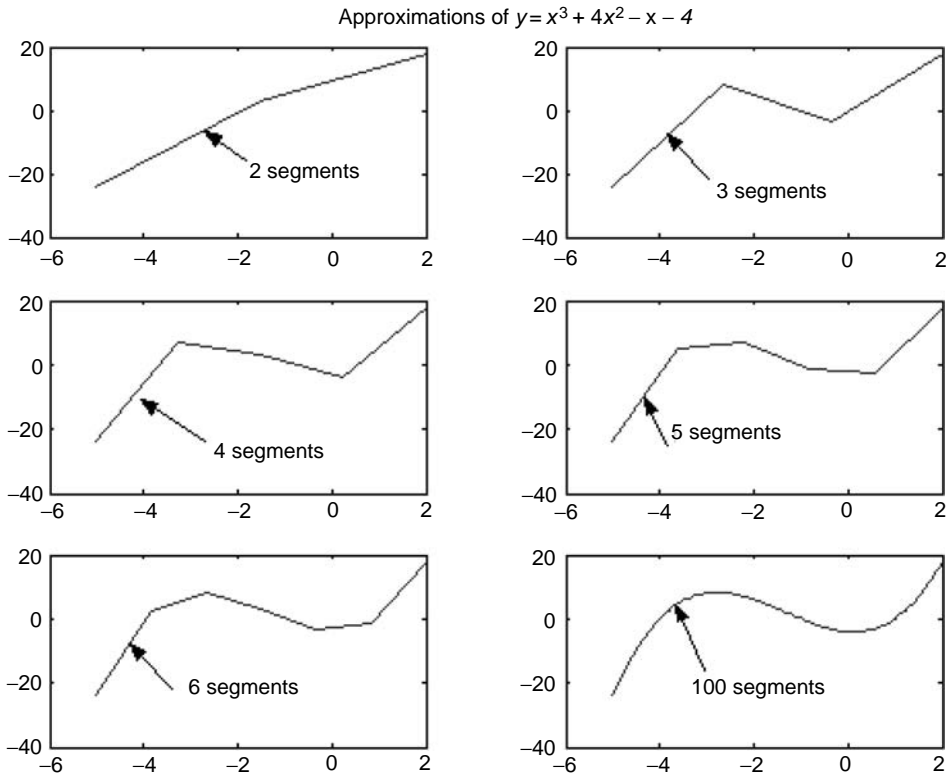 Approximations of y = x³ + 4x² – x – 4
20
0
–20
–40
–6 –4 –2 0 2
2 segments
20
0
–20
–40
–6 –4 –2 0 2
3 segments
20
0
–20
–40
–6 –4 –2 0 2
4 segments
20
0
–20
–40
–6 –4 –2 0 2
5 segments
20
0
–20
–40
–6 –4 –2 0 2
6 segments
20
0
–20
–40
–6 –4 –2 0 2
100 segments